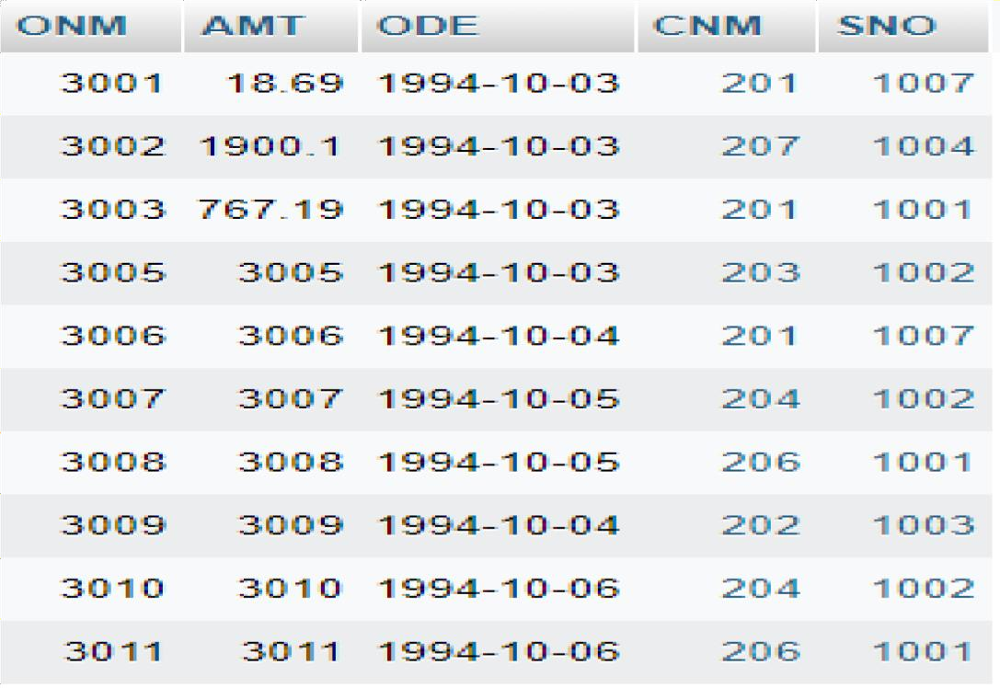 ONM AMT ODE CNM SNO
3001 18.69 1994-10-03 201 1007
3002 1900.1 1994-10-03 207 1004
3003 767.19 1994-10-03 201 1001
3005 3005 1994-10-03 203 1002
3006 3006 1994-10-04 201 1007
3007 3007 1994-10-05 204 1002
3008 3008 1994-10-05 206 1001
3009 3009 1994-10-04 202 1003
3010 3010 1994-10-06 204 1002
3011 3011 1994-10-06 206 1001